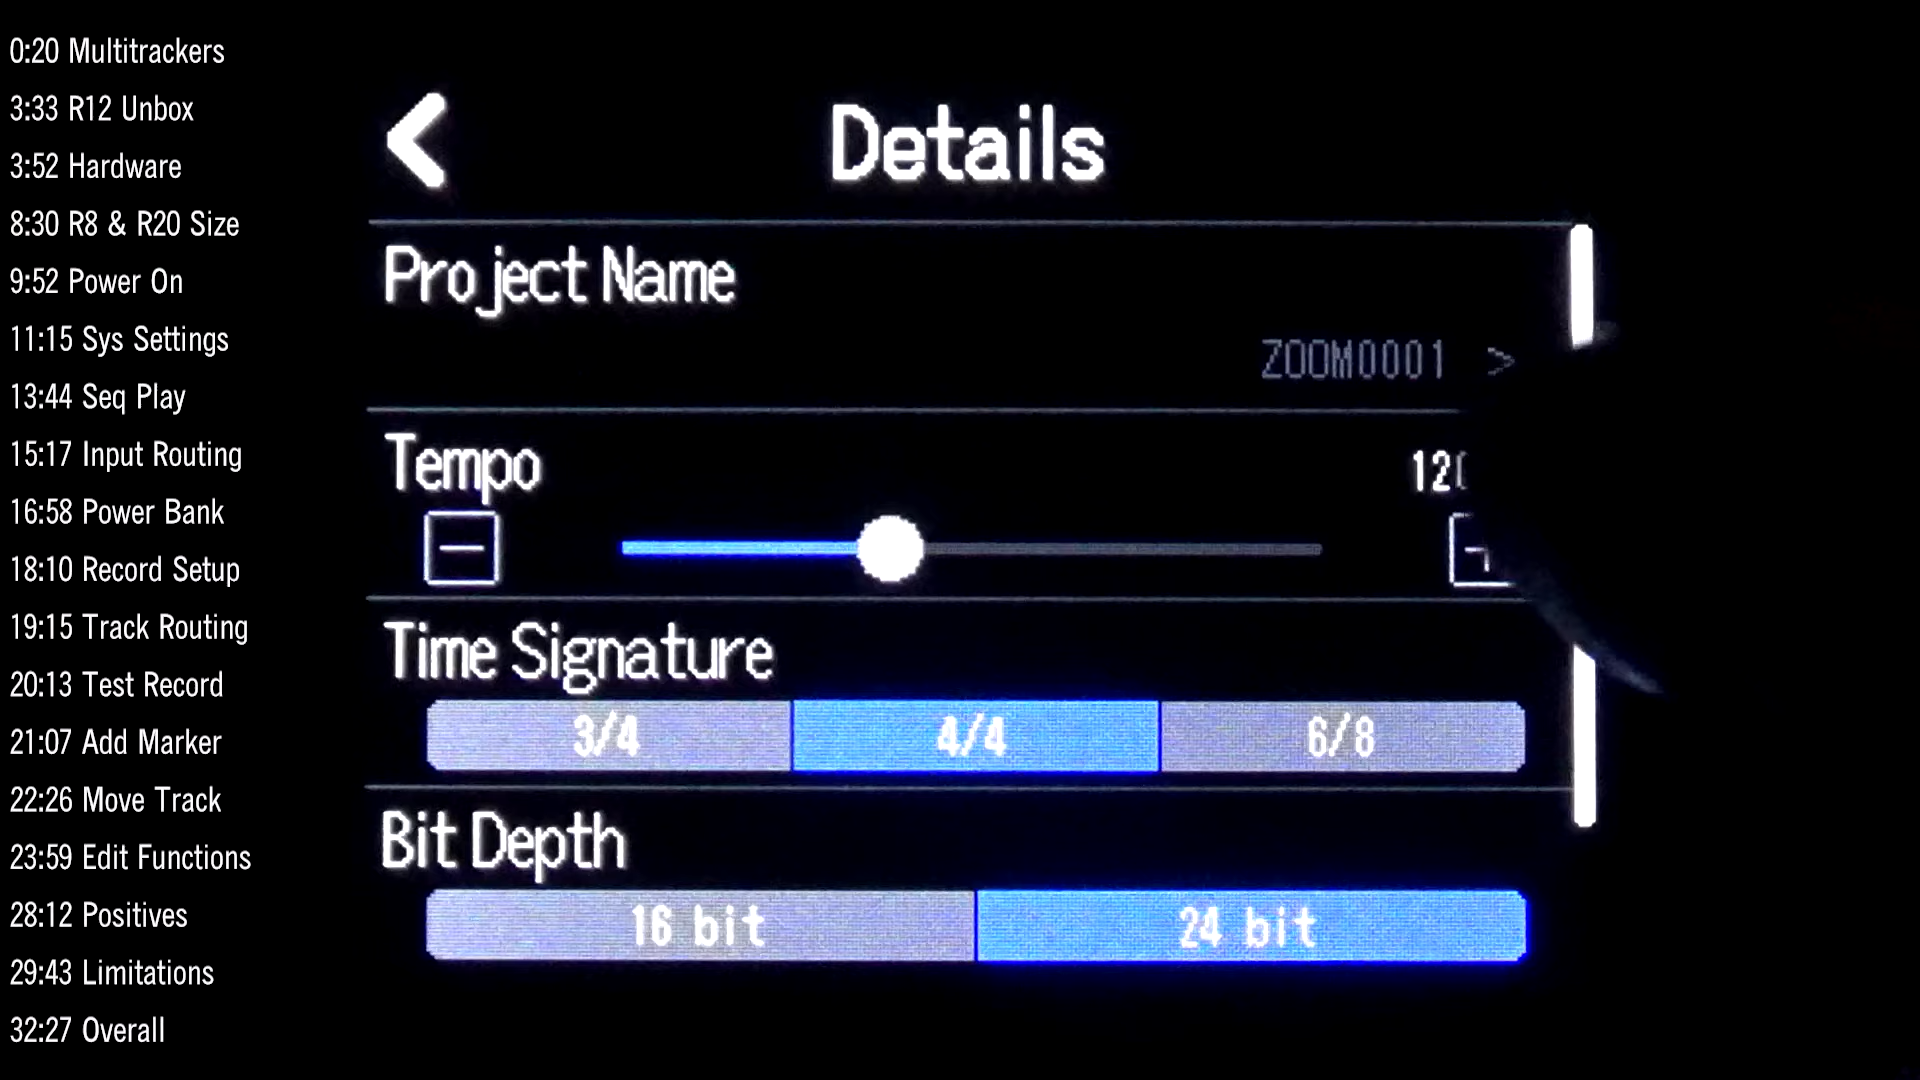 0:20 Multitrackers
3:33 R12 Unbox
3:52 Hardware
8:30 R8 & R20 Size
9:52 Power On
11:15 Sys Settings
13:44 Seq Play
15:17 Input Routing
16:58 Power Bank
18:10 Record Setup
19:15 Track Routing
20:13 Test Record
21:07 Add Marker
22:26 Move Track
23:59 Edit Functions
28:12 Positives
29:43 Limitations
32:27 Overall
Details
Project Name
ZOOM0001 >
Tempo
Time Signature
3/4 4/4 6/8
Bit Depth
16 bit 24 bit